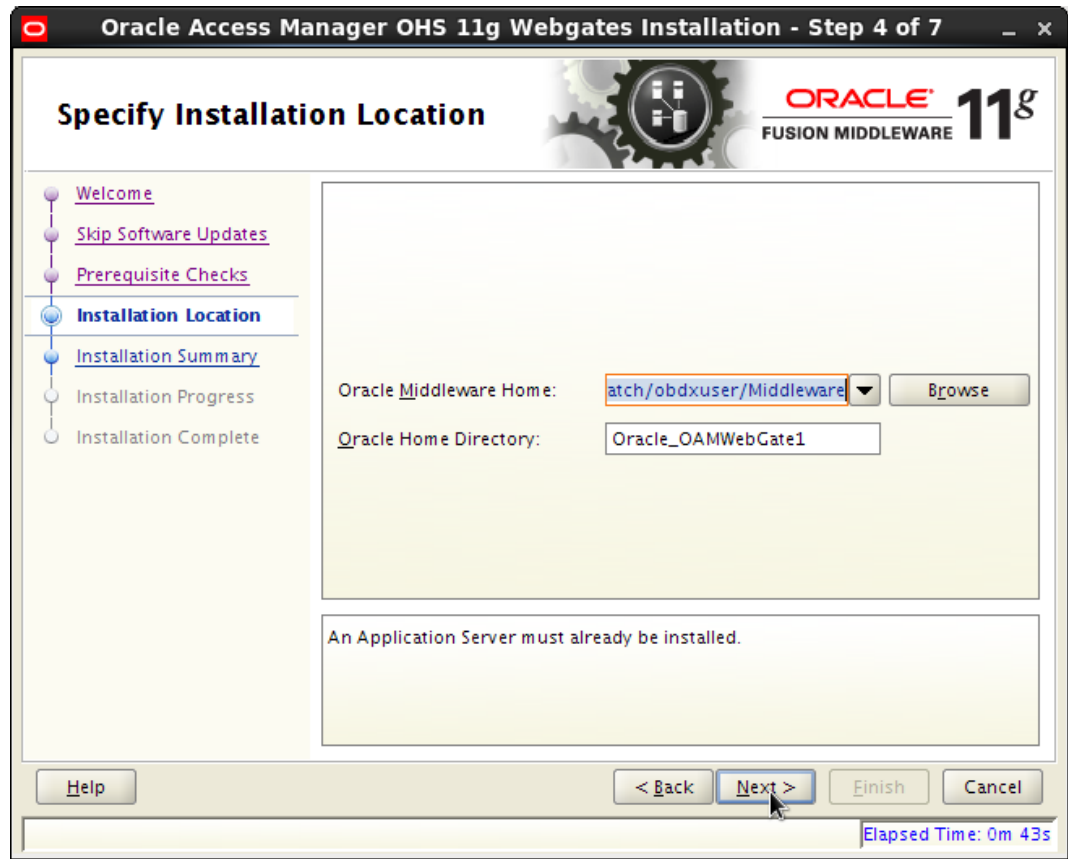 Oracle Access Manager OHS 11g Webgates Installation - Step 4 of 7
Specify Installation Location
ORACLE
FUSION MIDDLEWARE
11g
Welcome
Skip Software Updates
Prerequisite Checks
Installation Location
Installation Summary
Installation Progress
Installation Complete
Oracle Middleware Home: atch/obdxuser/Middleware Browse
Oracle Home Directory: Oracle_OAMWebGate1
An Application Server must already be installed.
Help < Back Next > Finish Cancel
Elapsed Time: 0m 43s